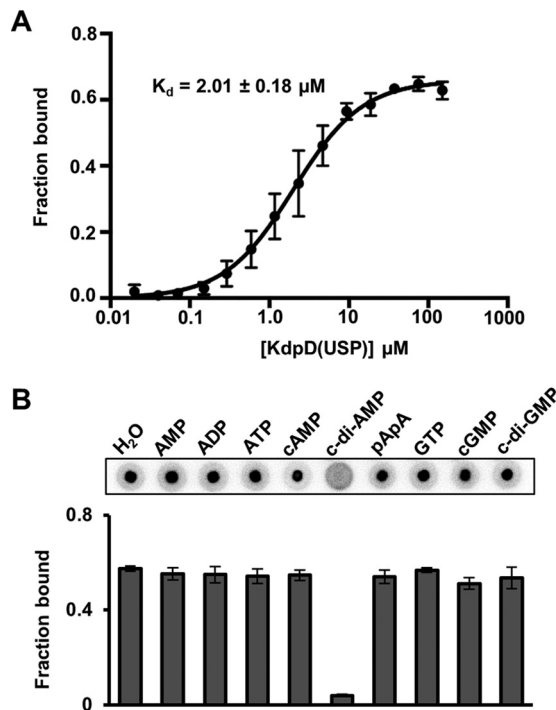 A
0.8
0.6
0.4
0.2
0.0
Fraction bound
K_d = 2.01 ± 0.18 µM
0.01 0.1 1.0 10 100 1000
[KdpD(USP)] µM
B
H₂O AMP ADP ATP cAMP c-di-AMP pApA GTP cGMP c-di-GMP
0.8
0.4
0
Fraction bound